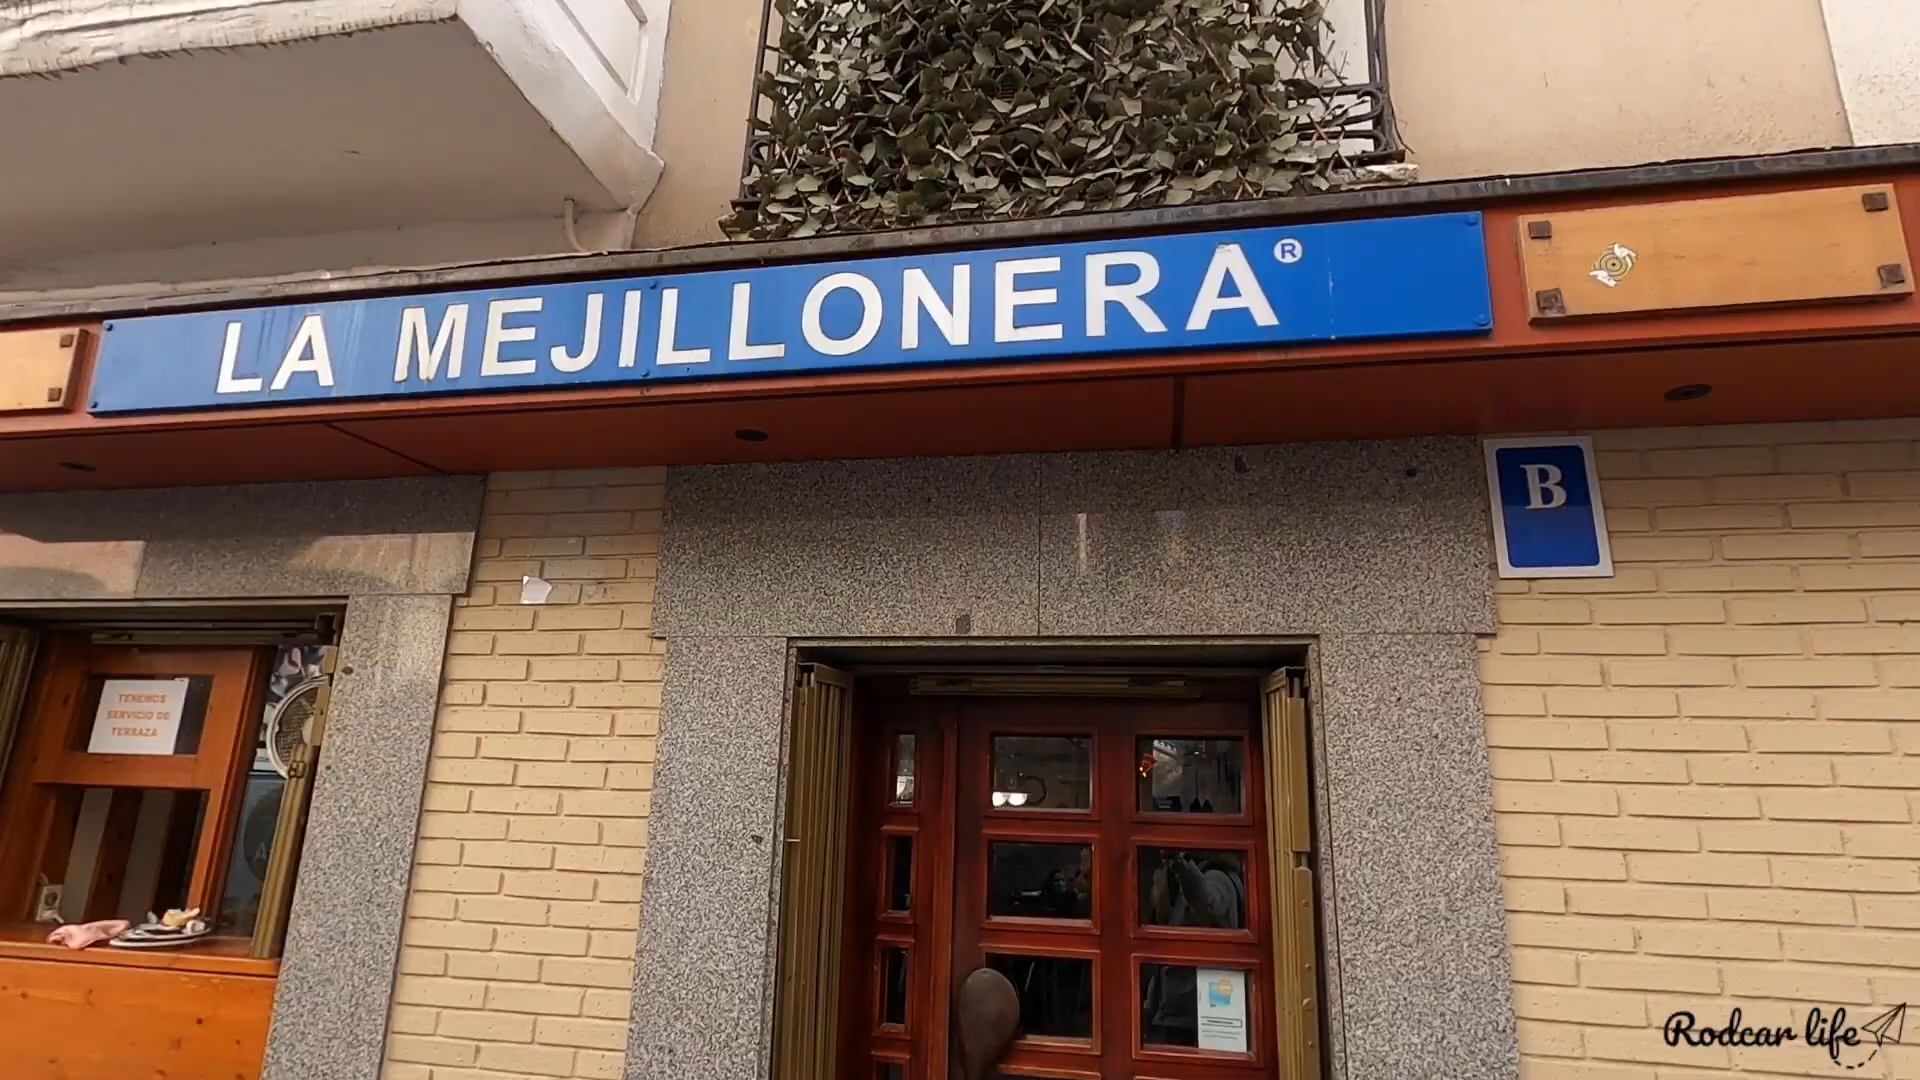 LA MEJILLONERA®
B
TENEMOS
SERVICIO DE
TERRAZA
Rodcar life